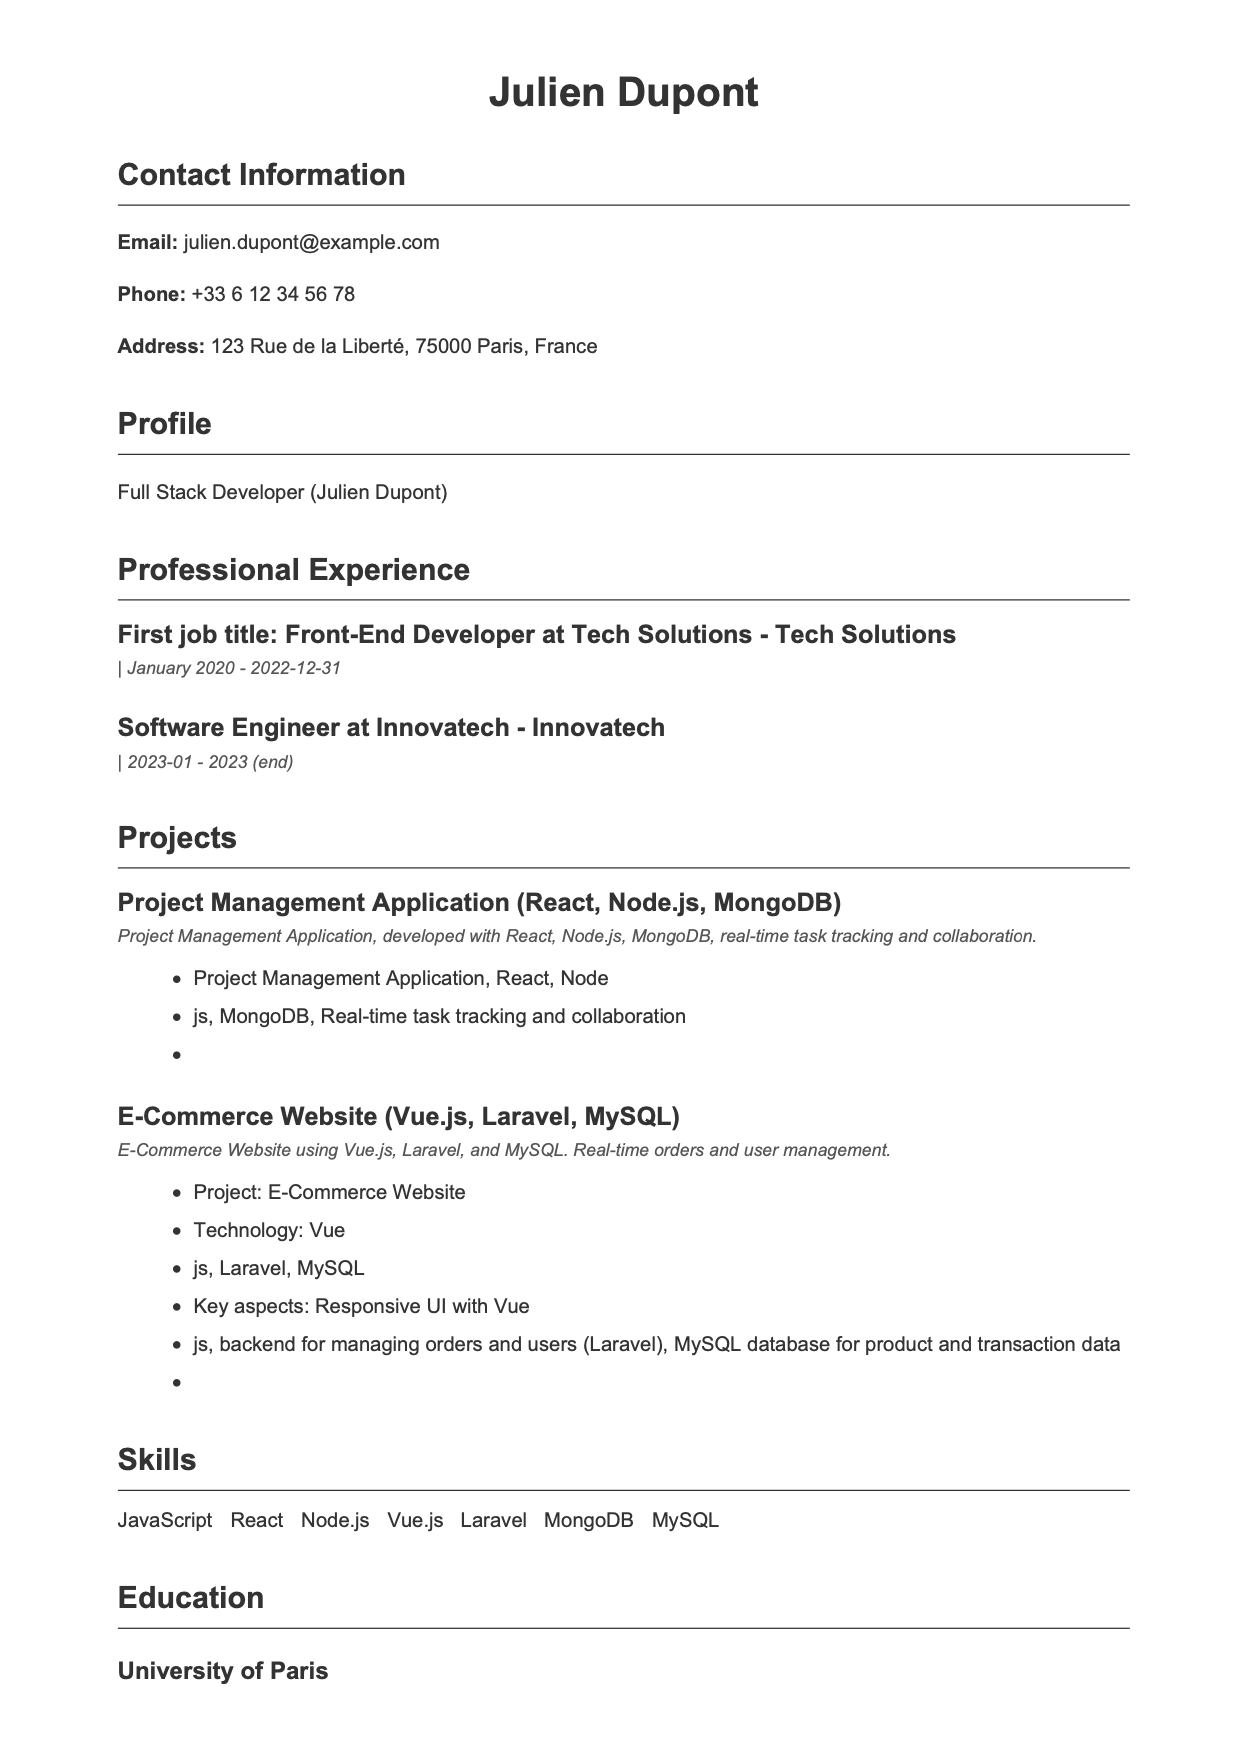 Julien Dupont
Contact Information
Email: julien.dupont@example.com
Phone: +33 6 12 34 56 78
Address: 123 Rue de la Liberté, 75000 Paris, France
Profile
Full Stack Developer (Julien Dupont)
Professional Experience
First job title: Front-End Developer at Tech Solutions - Tech Solutions
| January 2020 - 2022-12-31
Software Engineer at Innovatech - Innovatech
| 2023-01 - 2023 (end)
Projects
Project Management Application (React, Node.js, MongoDB)
Project Management Application, developed with React, Node.js, MongoDB, real-time task tracking and collaboration.
• Project Management Application, React, Node
• js, MongoDB, Real-time task tracking and collaboration
•
E-Commerce Website (Vue.js, Laravel, MySQL)
E-Commerce Website using Vue.js, Laravel, and MySQL. Real-time orders and user management.
• Project: E-Commerce Website
• Technology: Vue
• js, Laravel, MySQL
• Key aspects: Responsive UI with Vue
• js, backend for managing orders and users (Laravel), MySQL database for product and transaction data
•
Skills
JavaScript React Node.js Vue.js Laravel MongoDB MySQL
Education
University of Paris